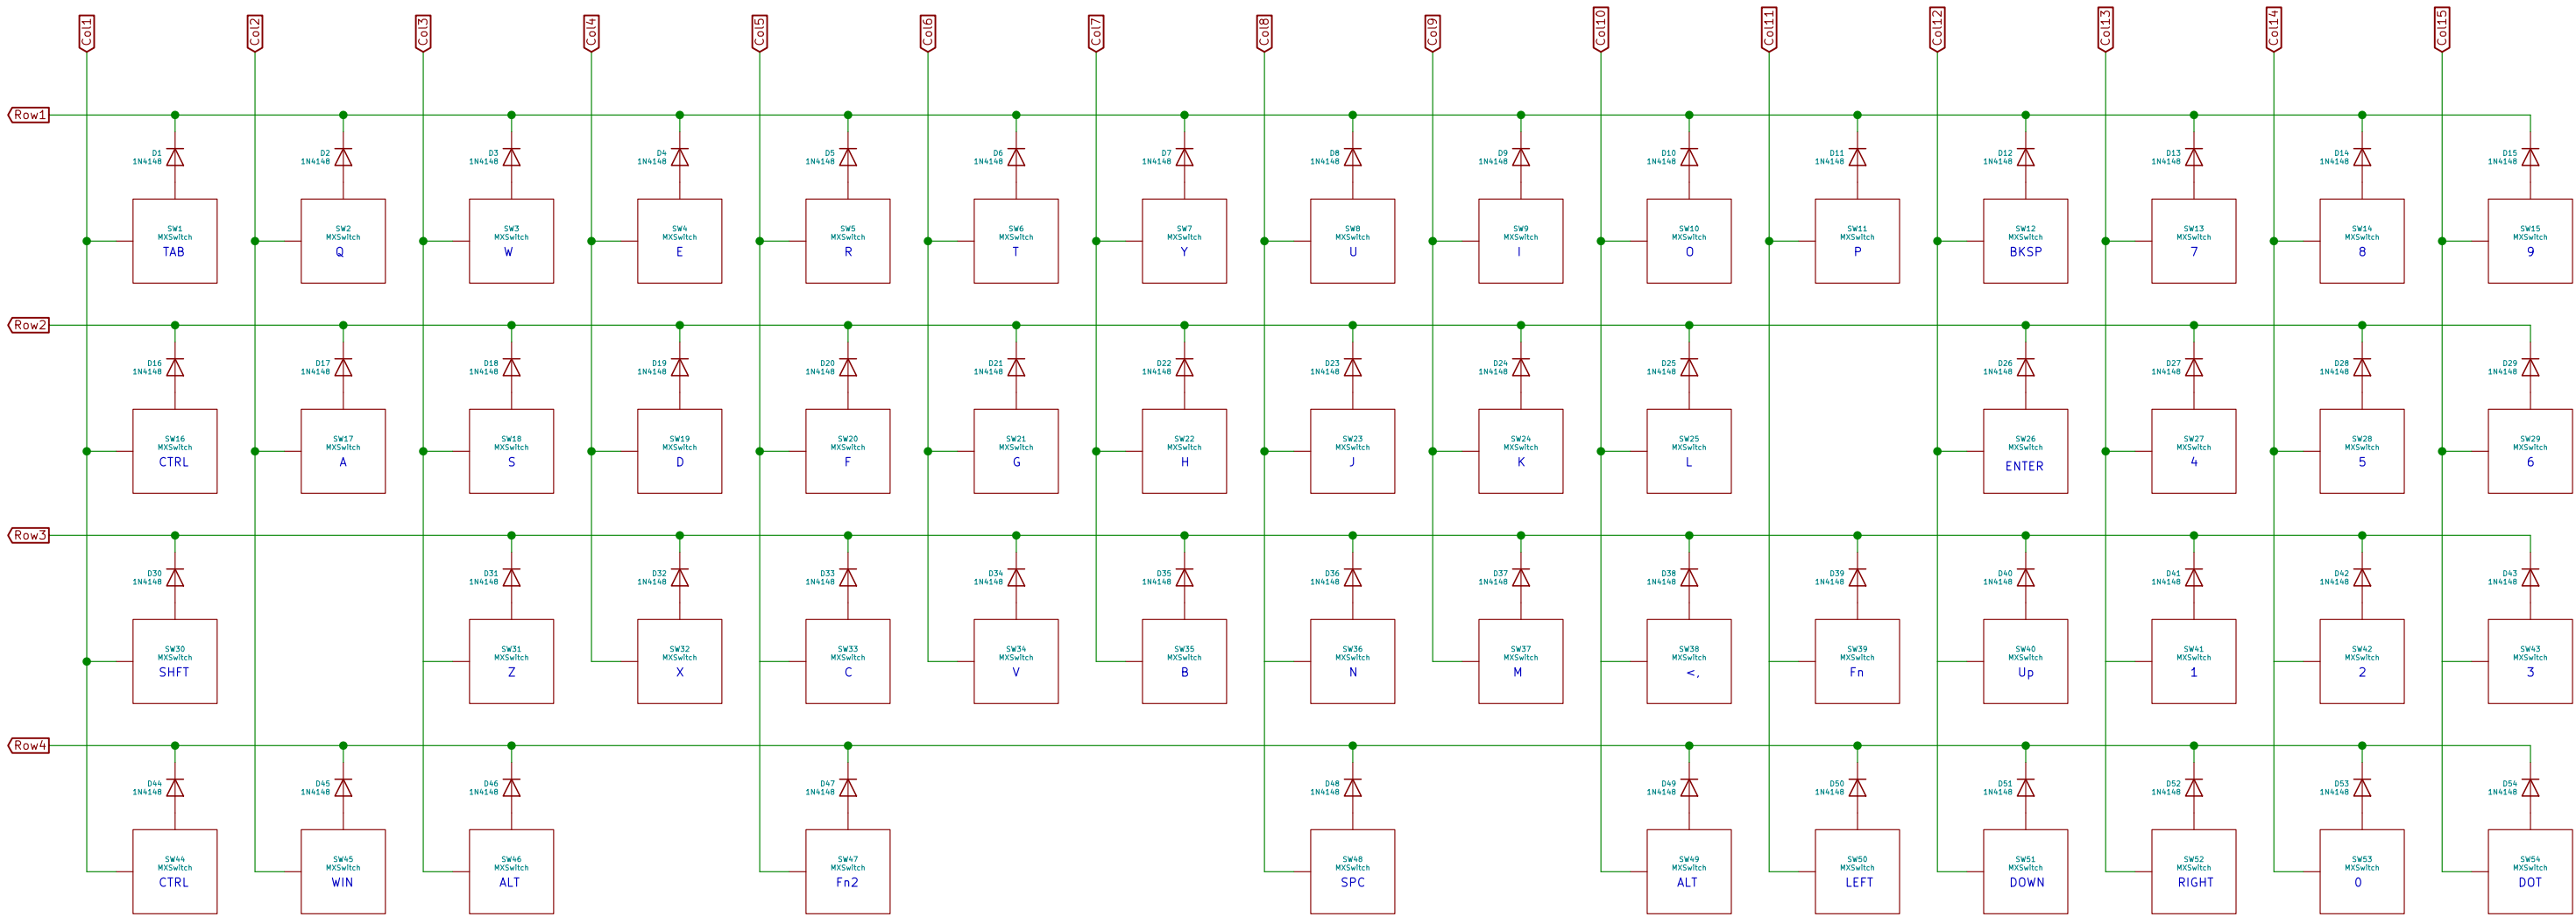 Col1 Col2 Col3 Col4 Col5 Col6 Col7 Col8 Col9 Col10 Col11 Col12 Col13 Col14 Col15
Row1
D1 D2 D3 D4 D5 D6 D7 D8 D9 D10 D11 D12 D13 D14 D15
1N4148 1N4148 1N4148 1N4148 1N4148 1N4148 1N4148 1N4148 1N4148 1N4148 1N4148 1N4148 1N4148 1N4148 1N4148
SW1 SW2 SW3 SW4 SW5 SW6 SW7 SW8 SW9 SW10 SW11 SW12 SW13 SW14 SW15
MXSwitch MXSwitch MXSwitch MXSwitch MXSwitch MXSwitch MXSwitch MXSwitch MXSwitch MXSwitch MXSwitch MXSwitch MXSwitch MXSwitch MXSwitch
TAB Q W E R T Y U I O P BKSP 7 8 9
Row2
D16 D17 D18 D19 D20 D21 D22 D23 D24 D25 D26 D27 D28 D29
1N4148 1N4148 1N4148 1N4148 1N4148 1N4148 1N4148 1N4148 1N4148 1N4148 1N4148 1N4148 1N4148 1N4148
SW16 SW17 SW18 SW19 SW20 SW21 SW22 SW23 SW24 SW25 SW26 SW27 SW28 SW29
MXSwitch MXSwitch MXSwitch MXSwitch MXSwitch MXSwitch MXSwitch MXSwitch MXSwitch MXSwitch MXSwitch MXSwitch MXSwitch MXSwitch
CTRL A S D F G H J K L ENTER 4 5 6
Row3
D30 D31 D32 D33 D34 D35 D36 D37 D38 D39 D40 D41 D42 D43
1N4148 1N4148 1N4148 1N4148 1N4148 1N4148 1N4148 1N4148 1N4148 1N4148 1N4148 1N4148 1N4148 1N4148
SW30 SW31 SW32 SW33 SW34 SW35 SW36 SW37 SW38 SW39 SW40 SW41 SW42 SW43
MXSwitch MXSwitch MXSwitch MXSwitch MXSwitch MXSwitch MXSwitch MXSwitch MXSwitch MXSwitch MXSwitch MXSwitch MXSwitch MXSwitch
SHFT Z X C V B N M <, Fn Up 1 2 3
Row4
D44 D45 D46 D47 D48 D49 D50 D51 D52 D53 D54
1N4148 1N4148 1N4148 1N4148 1N4148 1N4148 1N4148 1N4148 1N4148 1N4148 1N4148
SW44 SW45 SW46 SW47 SW48 SW49 SW50 SW51 SW52 SW53 SW54
MXSwitch MXSwitch MXSwitch MXSwitch MXSwitch MXSwitch MXSwitch MXSwitch MXSwitch MXSwitch MXSwitch
CTRL WIN ALT Fn2 SPC ALT LEFT DOWN RIGHT 0 DOT